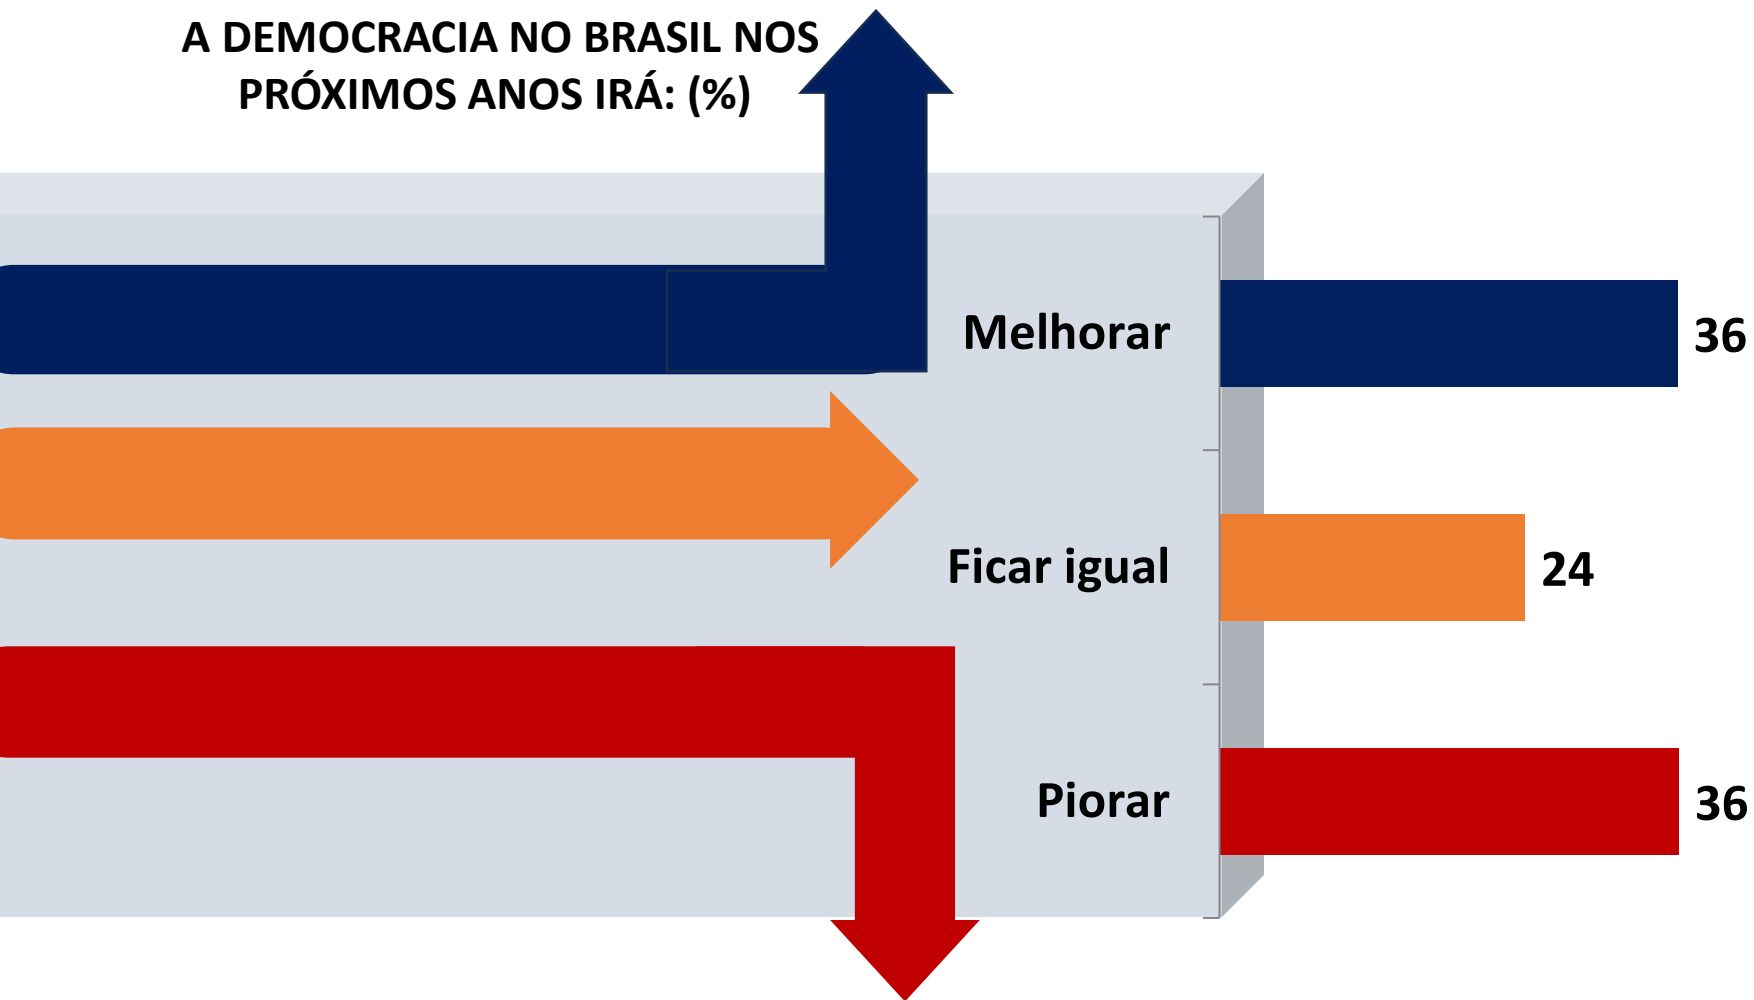 A DEMOCRACIA NO BRASIL NOS
PRÓXIMOS ANOS IRÁ: (%)
Melhorar 36
Ficar igual 24
Piorar 36